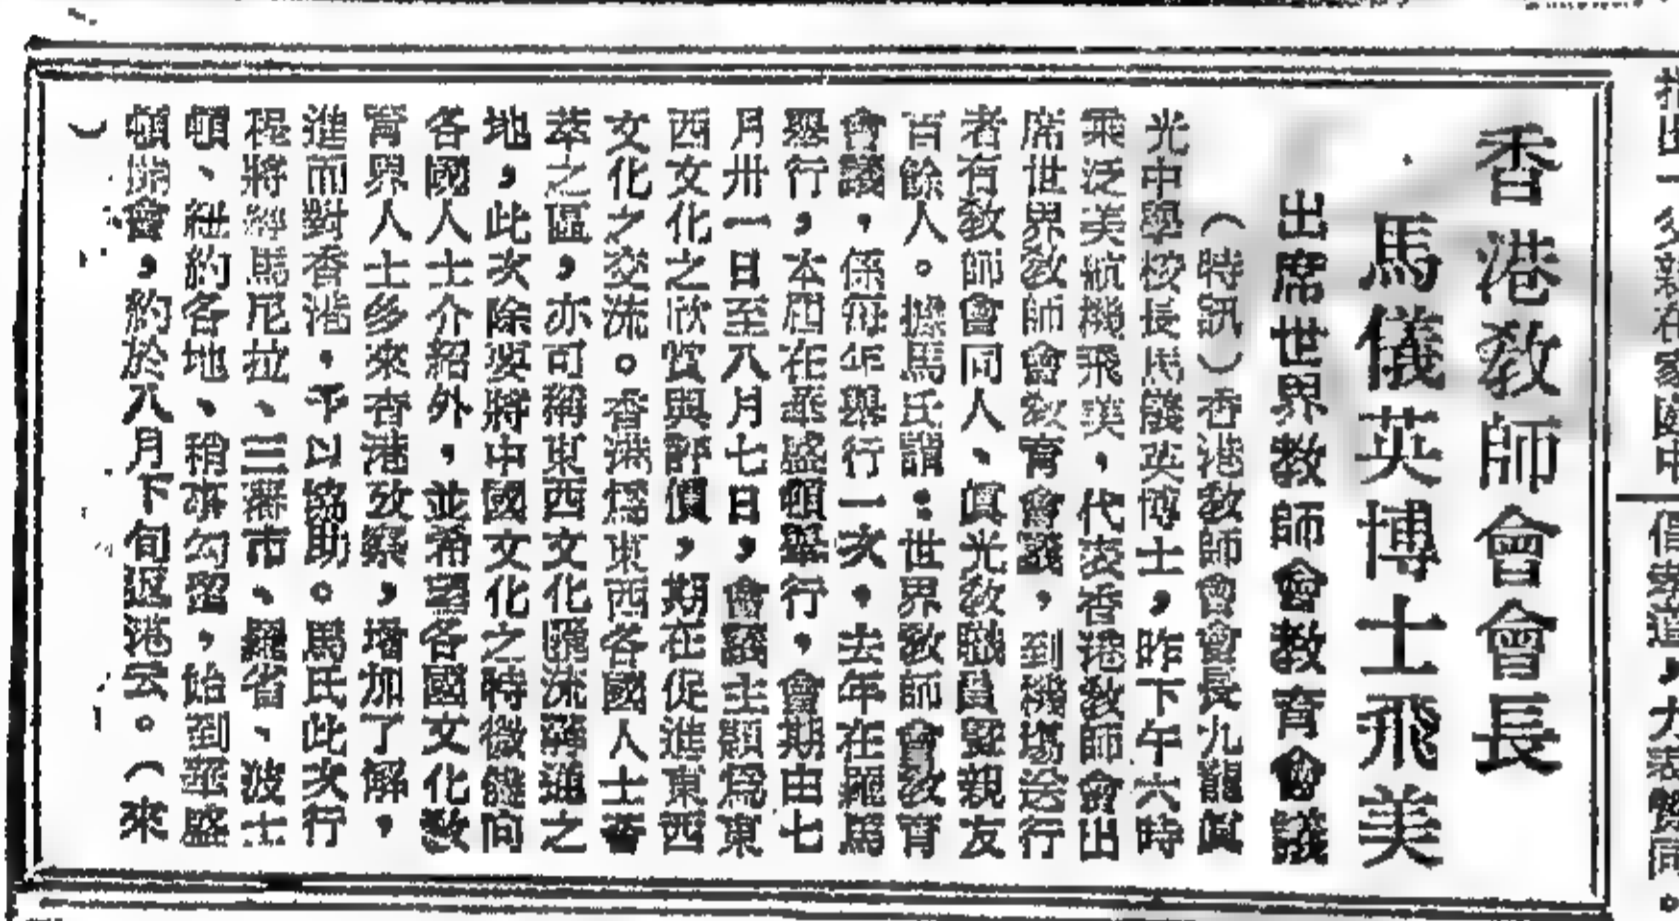 香港教師會會長
馬儀英博士飛美
出席世界教師會教育會議
（特訊）香港教師會會長九龍眞
光中學校長馬儀英博士，昨下午六時
乘泛美航機飛美，代表香港教師會出
席世界教師會教育會議，到機塲送行
者有教師會同人、眞光教職員曁親友
百餘人。據馬氏謂：世界教師會教育
會議，係每年舉行一次，去年在羅馬
舉行，本屆在華盛頓舉行，會期由七
月卅一日至八月七日，會議主題爲東
西文化之欣賞與評價，期在促進東西
文化之交流。香港爲東西各國人士薈
萃之區，亦可稱東西文化匯流孳進之
地，此次除要將中國文化之特徵儘向
各國人士介紹外，並希望各國文化教
育界人士多來香港攷察，增加了解，
進而對香港，予以協助。馬氏此次行
程將經馬尼拉、三藩市、羅省、波士
頓、紐約各地、稍事勾留，始到華盛
頓開會，約於八月下旬返港云。（來
）